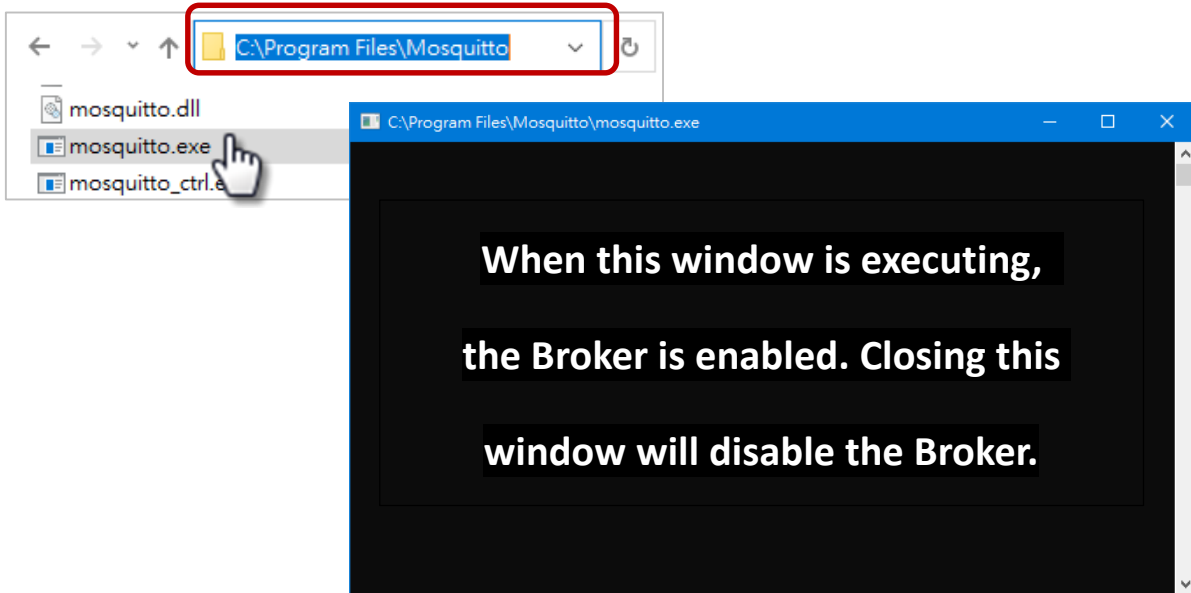 C:\Program Files\Mosquitto
mosquitto.dll
mosquitto.exe
mosquitto_ctrl.e
C:\Program Files\Mosquitto\mosquitto.exe
When this window is executing,
the Broker is enabled. Closing this
window will disable the Broker.